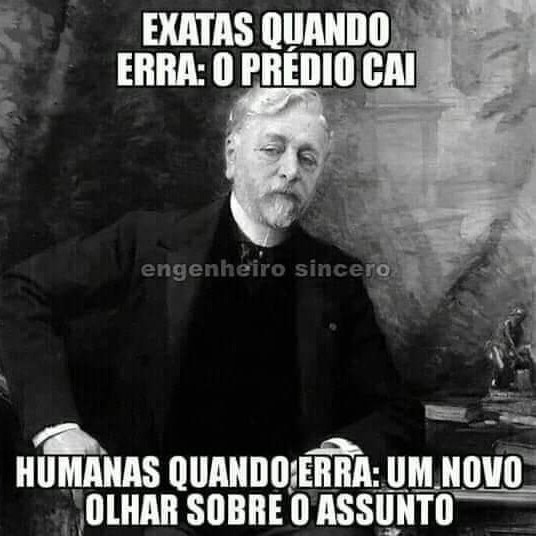 EXATAS QUANDO
ERRA: O PRÉDIO CAI
engenheiro sincero
HUMANAS QUANDO ERRA: UM NOVO
OLHAR SOBRE O ASSUNTO